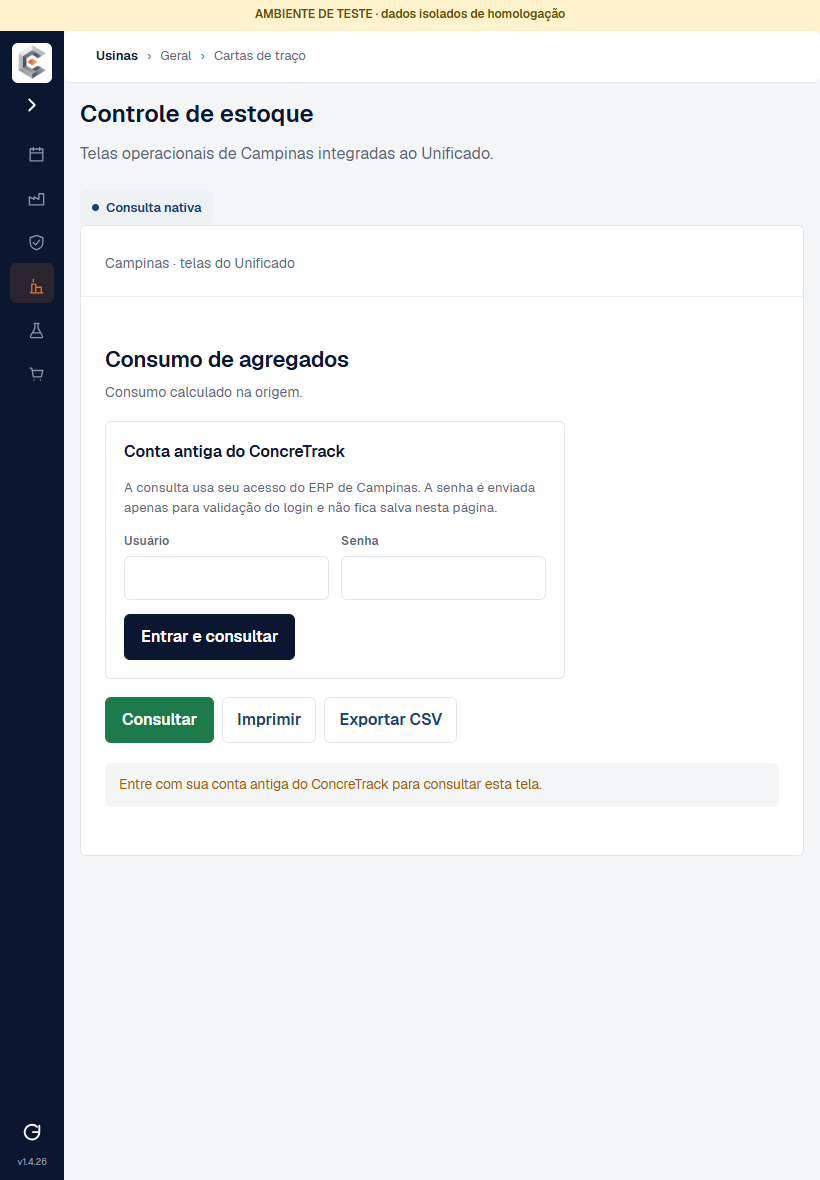 AMBIENTE DE TESTE · dados isolados de homologação
Usinas › Geral › Cartas de traço
Controle de estoque
Telas operacionais de Campinas integradas ao Unificado.
Consulta nativa
Campinas · telas do Unificado
Consumo de agregados
Consumo calculado na origem.
Conta antiga do ConcreTrack
A consulta usa seu acesso do ERP de Campinas. A senha é enviada
apenas para validação do login e não fica salva nesta página.
Usuário Senha
Entrar e consultar
Consultar Imprimir Exportar CSV
Entre com sua conta antiga do ConcreTrack para consultar esta tela.
v1.4.26